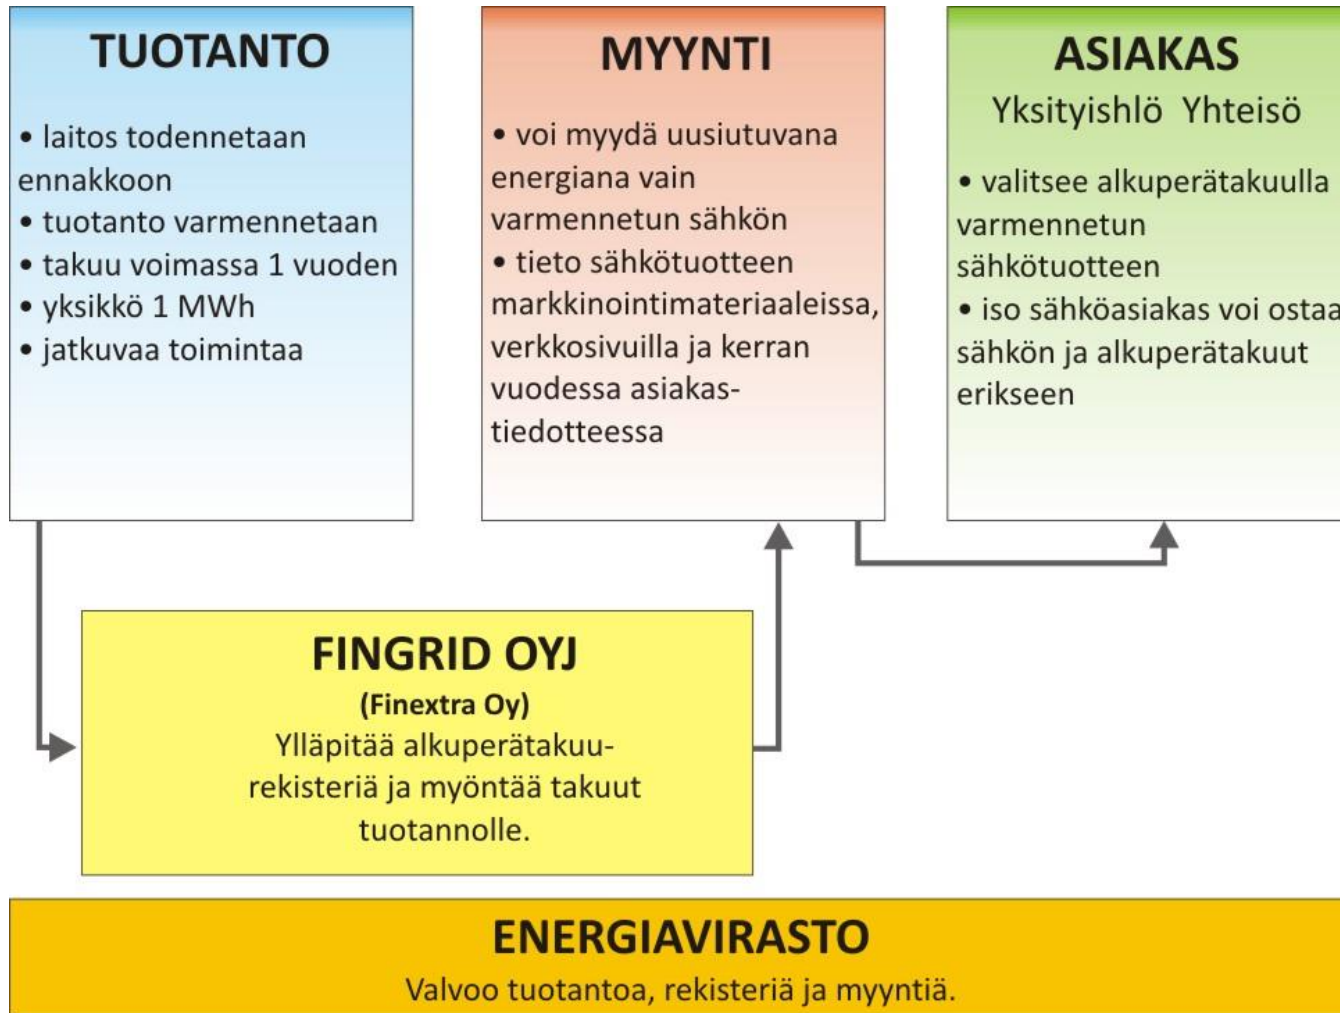 TUOTANTO
• laitos todennetaan
ennakkoon
• tuotanto varmennetaan
• takuu voimassa 1 vuoden
• yksikkö 1 MWh
• jatkuvaa toimintaa
MYYNTI
• voi myydä uusiutuvana
energiana vain
varmennetun sähkön
• tieto sähkötuotteen
markkinointimateriaaleissa,
verkkosivuilla ja kerran
vuodessa asiakas-
tiedotteessa
ASIAKAS
Yksityishlö Yhteisö
• valitsee alkuperätakuulla
varmennetun
sähkötuotteen
• iso sähköasiakas voi ostaa
sähkön ja alkuperätakuut
erikseen
FINGRID OYJ
(Finextra Oy)
Ylläpitää alkuperätakuu-
rekisteriä ja myöntää takuut
tuotannolle.
ENERGIAVIRASTO
Valvoo tuotantoa, rekisteriä ja myyntiä.